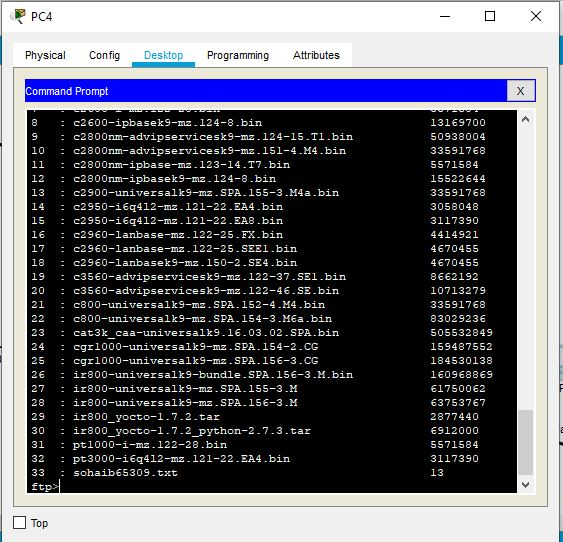 PC4
Physical Config Desktop Programming Attributes
Command Prompt X
8 : c2600-ipbasek9-mz.124-8.bin 13169700
9 : c2800nm-advipservicesk9-mz.124-15.T1.bin 50938004
10 : c2800nm-advipservicesk9-mz.151-4.M4.bin 33591768
11 : c2800nm-ipbase-mz.123-14.T7.bin 5571584
12 : c2800nm-ipbasek9-mz.124-8.bin 15522644
13 : c2900-universalk9-mz.SPA.155-3.M4a.bin 33591768
14 : c2950-i6q4l2-mz.121-22.EA4.bin 3058048
15 : c2950-i6q4l2-mz.121-22.EA8.bin 3117390
16 : c2960-lanbase-mz.122-25.FX.bin 4414921
17 : c2960-lanbase-mz.122-25.SEE1.bin 4670455
18 : c2960-lanbasek9-mz.150-2.SE4.bin 4670455
19 : c3560-advipservicesk9-mz.122-37.SE1.bin 8662192
20 : c3560-advipservicesk9-mz.122-46.SE.bin 10713279
21 : c800-universalk9-mz.SPA.152-4.M4.bin 33591768
22 : c800-universalk9-mz.SPA.154-3.M6a.bin 83029236
23 : cat3k_caa-universalk9.16.03.02.SPA.bin 505532849
24 : cgr1000-universalk9-mz.SPA.154-2.CG 159487552
25 : cgr1000-universalk9-mz.SPA.156-3.CG 184530138
26 : ir800-universalk9-bundle.SPA.156-3.M.bin 160968869
27 : ir800-universalk9-mz.SPA.155-3.M 61750062
28 : ir800-universalk9-mz.SPA.156-3.M 63753767
29 : ir800_yocto-1.7.2.tar 2877440
30 : ir800_yocto-1.7.2_python-2.7.3.tar 6912000
31 : pt1000-i-mz.122-28.bin 5571584
32 : pt3000-i6q4l2-mz.121-22.EA4.bin 3117390
33 : sohaib65309.txt 13
ftp>
Top